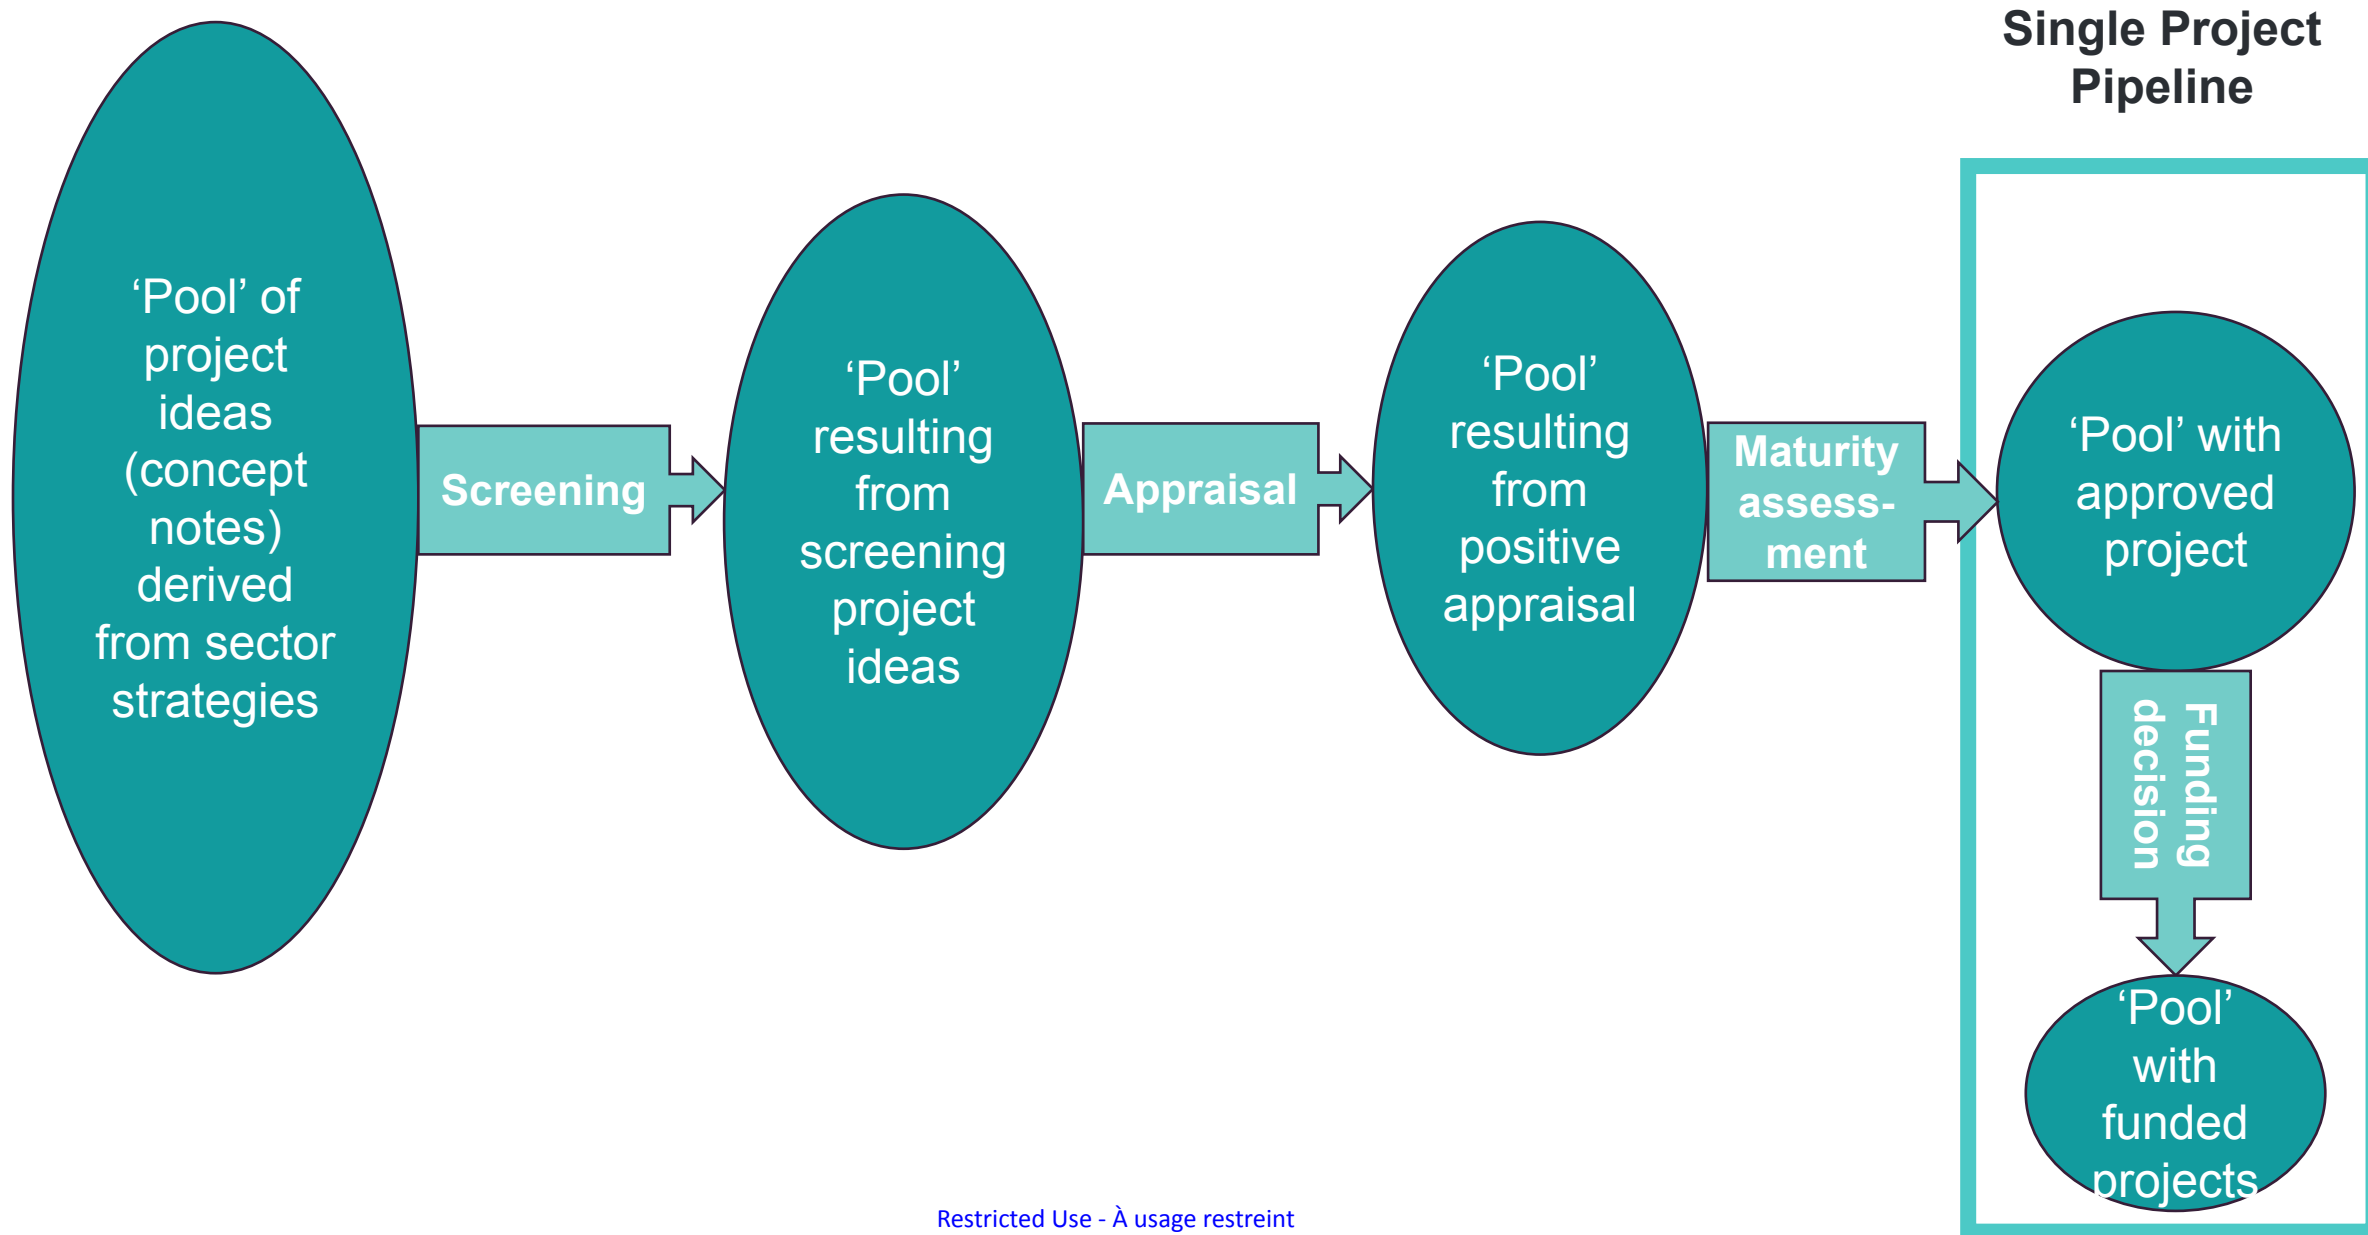 Single Project
Pipeline
‘Pool’ of
project
ideas
(concept
notes)
derived
from sector
strategies
Screening
‘Pool’
resulting
from
screening
project
ideas
Appraisal
‘Pool’
resulting
from
positive
appraisal
Maturity
assess-
ment
‘Pool’ with
approved
project
Funding
decision
‘Pool’
with
funded
projects
Restricted Use - À usage restreint